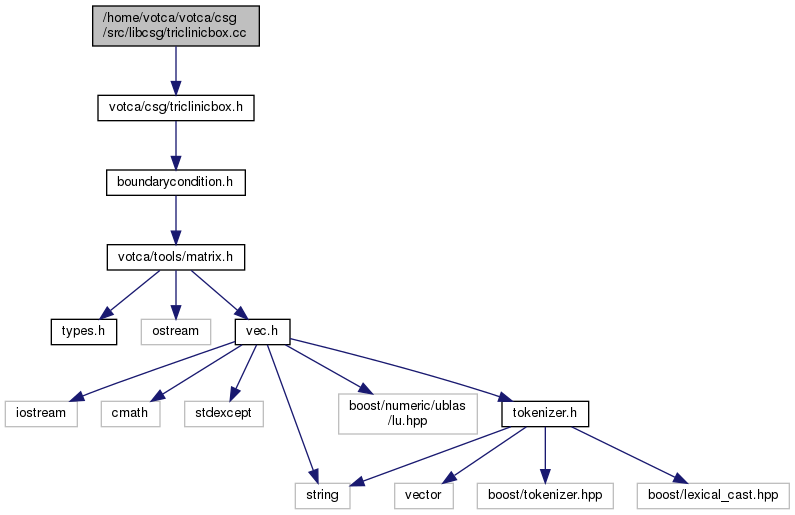 /home/votca/votca/csg
/src/libcsg/triclinicbox.cc
votca/csg/triclinicbox.h
boundarycondition.h
votca/tools/matrix.h
types.h
ostream
vec.h
iostream
cmath
stdexcept
boost/numeric/ublas
/lu.hpp
tokenizer.h
string
vector
boost/tokenizer.hpp
boost/lexical_cast.hpp